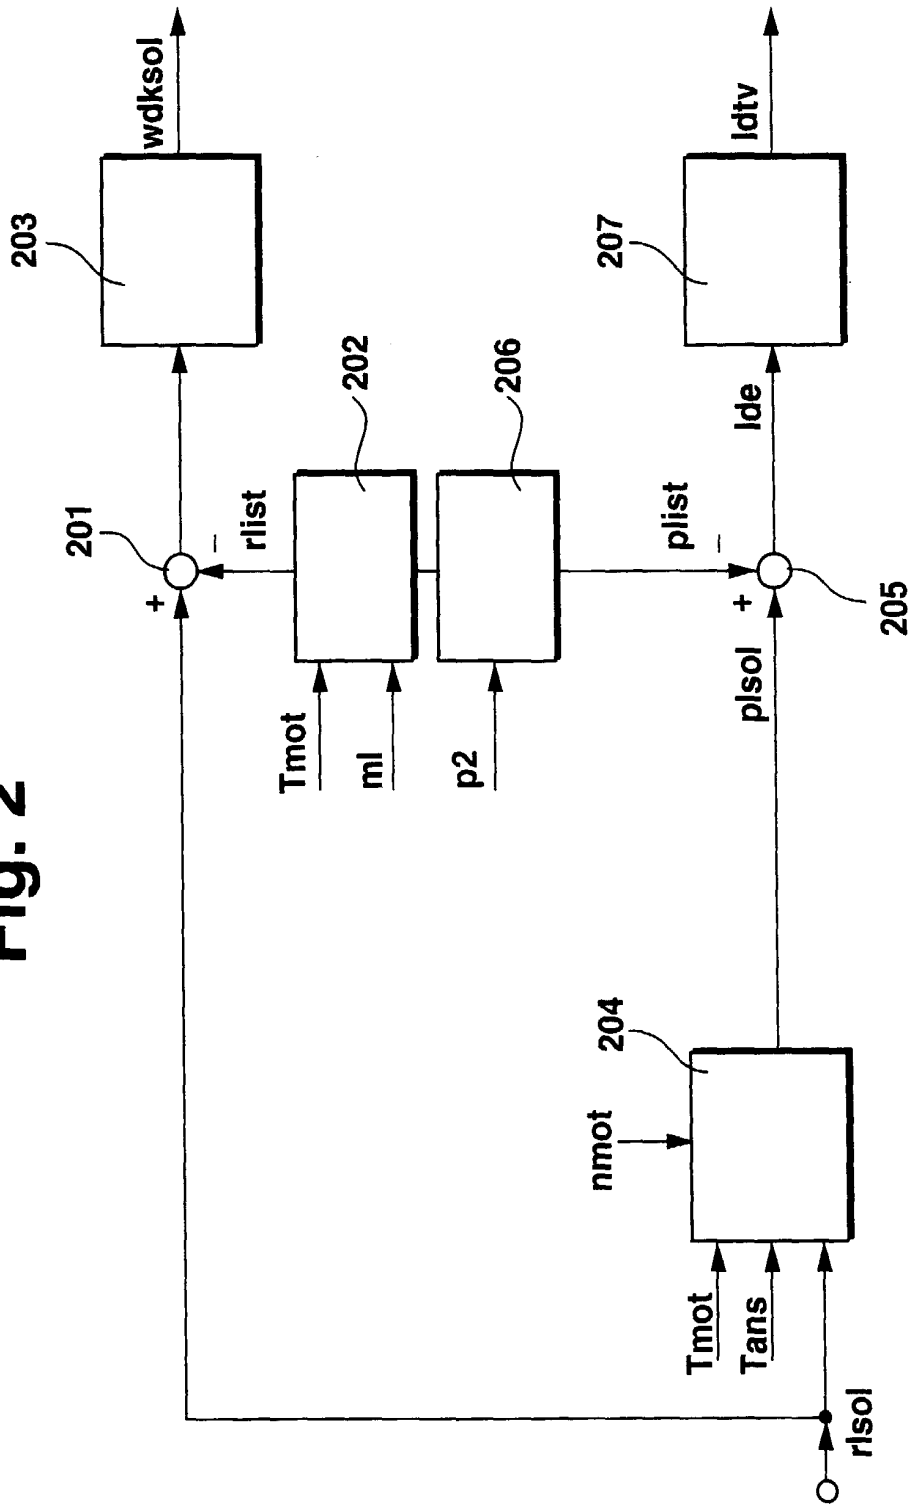 Fig. 2
203
wdksol
201
+
–
rlist
202
Tmot
ml
206
p2
plist
–
+
205
plsol
lde
207
ldtv
204
nmot
Tmot
Tans
rlsol